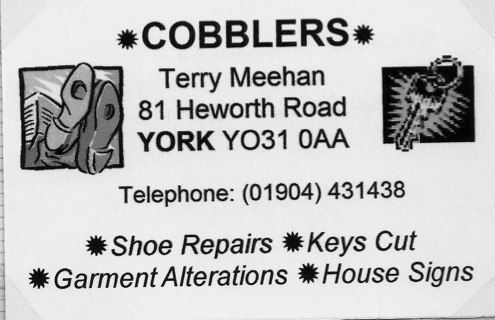 ✹COBBLERS✹
Terry Meehan
81 Heworth Road
YORK YO31 0AA
Telephone: (01904) 431438
✹Shoe Repairs ✹Keys Cut
✹Garment Alterations ✹House Signs